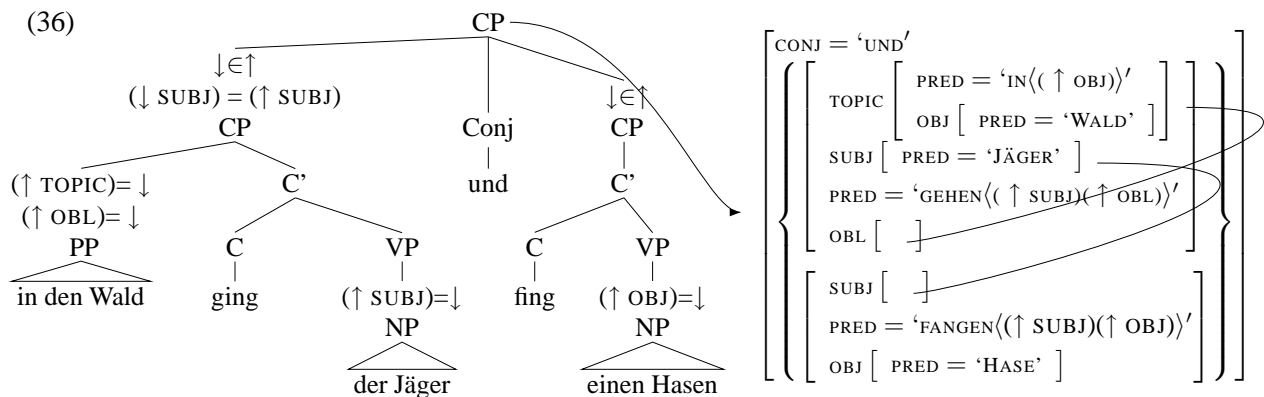 (36)
CP
↓∈↑
(↓ SUBJ) = (↑ SUBJ)
↓∈↑
CP
Conj
CP
(↑ TOPIC)= ↓
C'
und
C'
(↑ OBL)= ↓
PP
C
VP
C
VP
in den Wald
ging
(↑ SUBJ)=↓
fing
(↑ OBJ)=↓
NP
NP
der Jäger
einen Hasen
CONJ = ‘UND′
TOPIC [ PRED = ‘IN⟨( ↑ OBJ)⟩′
OBJ [ PRED = ‘WALD’ ] ]
SUBJ [ PRED = ‘JÄGER’ ]
PRED = ‘GEHEN⟨( ↑ SUBJ)( ↑ OBL)⟩′
OBL [ ]
SUBJ [ ]
PRED = ‘FANGEN⟨(↑ SUBJ)(↑ OBJ)⟩′
OBJ [ PRED = ‘HASE’ ]